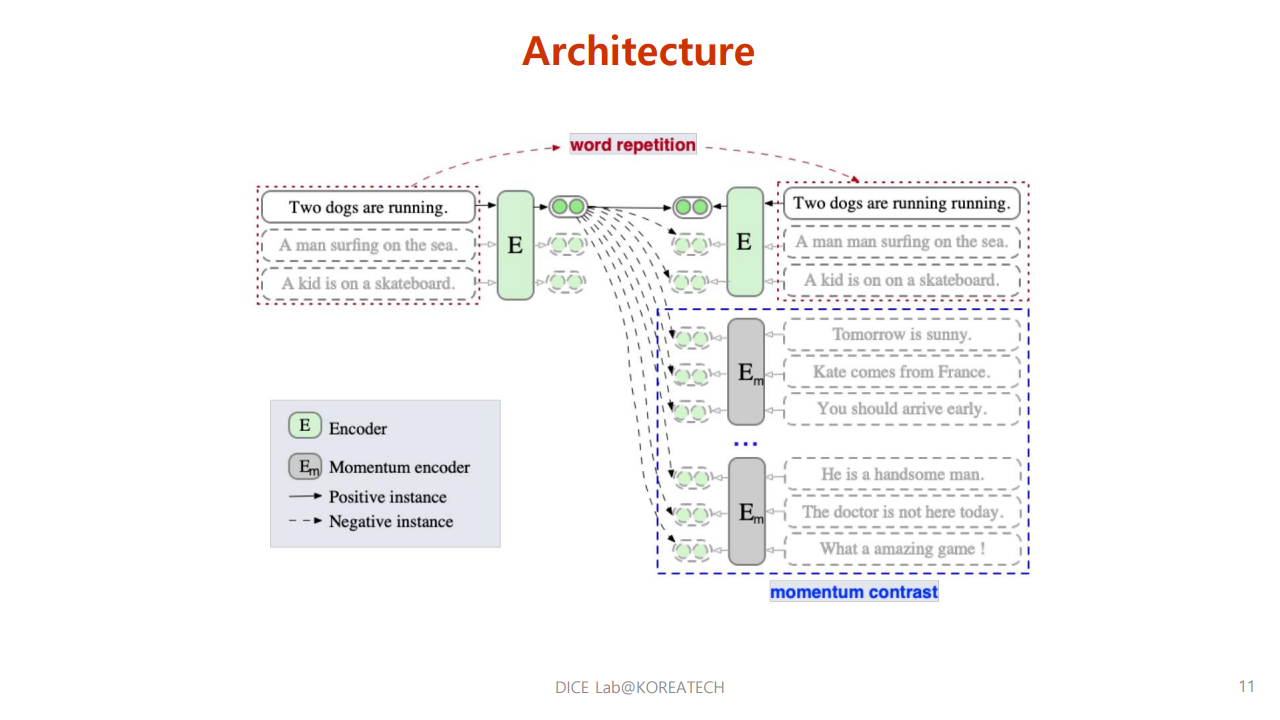 Architecture
word repetition
Two dogs are running.
A man surfing on the sea.
A kid is on a skateboard.
E
E
Two dogs are running running.
A man man surfing on the sea.
A kid is on on a skateboard.
Em
Tomorrow is sunny.
Kate comes from France.
You should arrive early.
...
Em
He is a handsome man.
The doctor is not here today.
What a amazing game !
momentum contrast
E Encoder
Em Momentum encoder
Positive instance
Negative instance
DICE Lab@KOREATECH
11